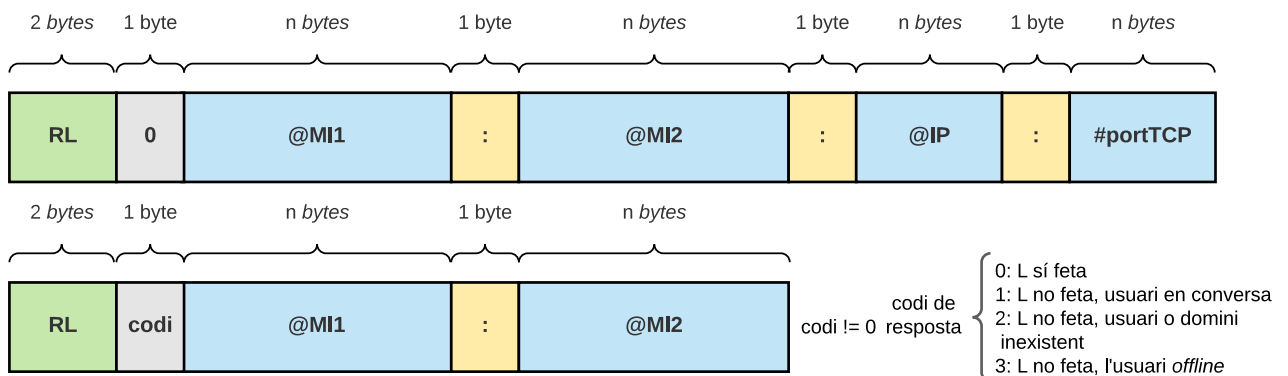 2 bytes 1 byte n bytes 1 byte n bytes 1 byte n bytes 1 byte n bytes
RL 0 @MI1 : @MI2 : @IP : #portTCP
2 bytes 1 byte n bytes 1 byte n bytes
RL codi @MI1 : @MI2
codi != 0
codi de
resposta
0: L sí feta
1: L no feta, usuari en conversa
2: L no feta, usuari o domini
inexistent
3: L no feta, l'usuari offline